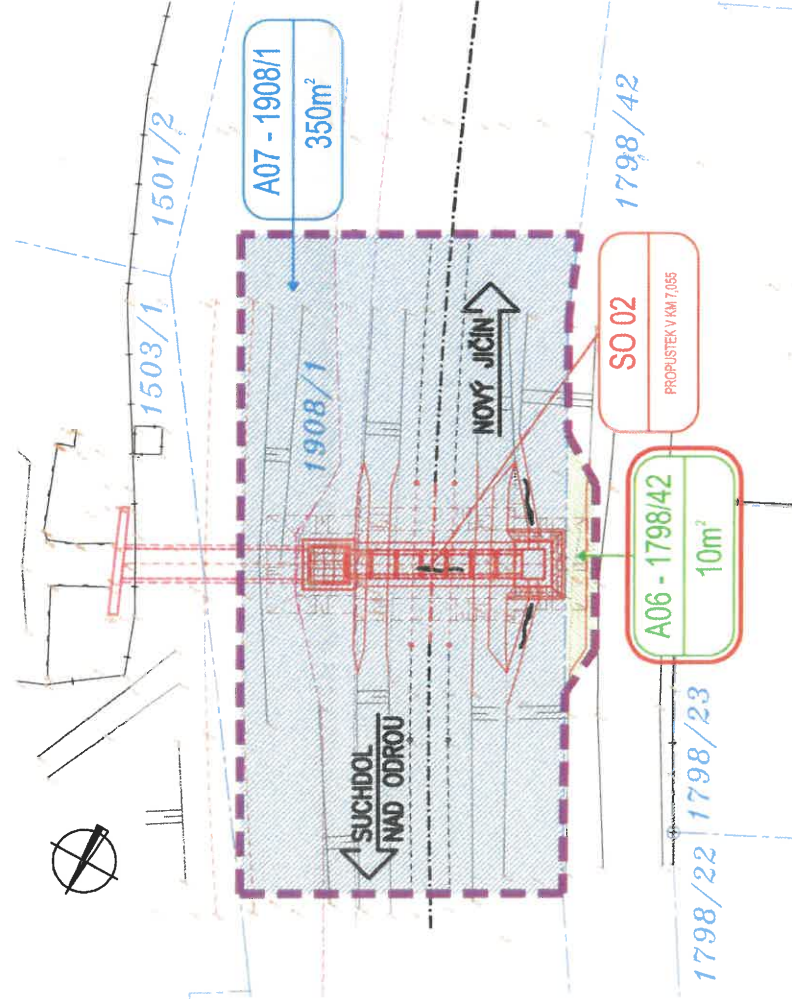 A07 - 1908/1
350m²
1501/2
1503/1
1798/42
1908/1
NOVÝ JIČÍN
SO 02
PROPUSTEK V KM 7,055
SUCHDOL
NAD ODROU
A06 - 1798/42
10m²
1798/23
1798/22